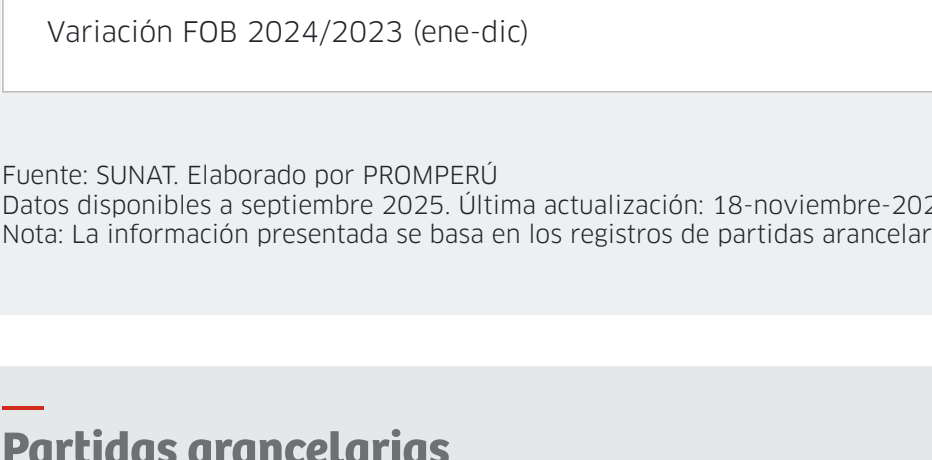 Variación FOB 2024/2023 (ene-dic)
Fuente: SUNAT. Elaborado por PROMPERÚ
Datos disponibles a septiembre 2025. Última actualización: 18-noviembre-202
Nota: La información presentada se basa en los registros de partidas arancelar
Partidas arancelarias